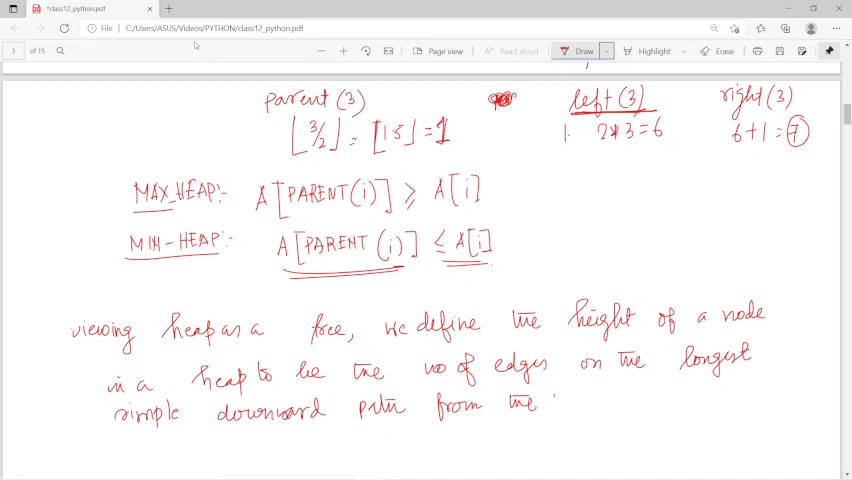 *class12_python.pdf
File
C:/Users/ASUS/Videos/PYTHON/class12_python.pdf
3 of 15
Page view
Read aloud
Draw
Highlight
Erase
parent (3) left (3) right (3)
⌊3/2⌋ = ⌊1.5⌋ = 1 1. 2*3=6 6+1=7
MAX-HEAP:- A[PARENT(i)] ≥ A[i]
MIN-HEAP:- A[PARENT(i)] ≤ A[i]
viewing heap as a tree, we define the height of a node
in a heap to be the no of edges on the longest
simple downward path from the